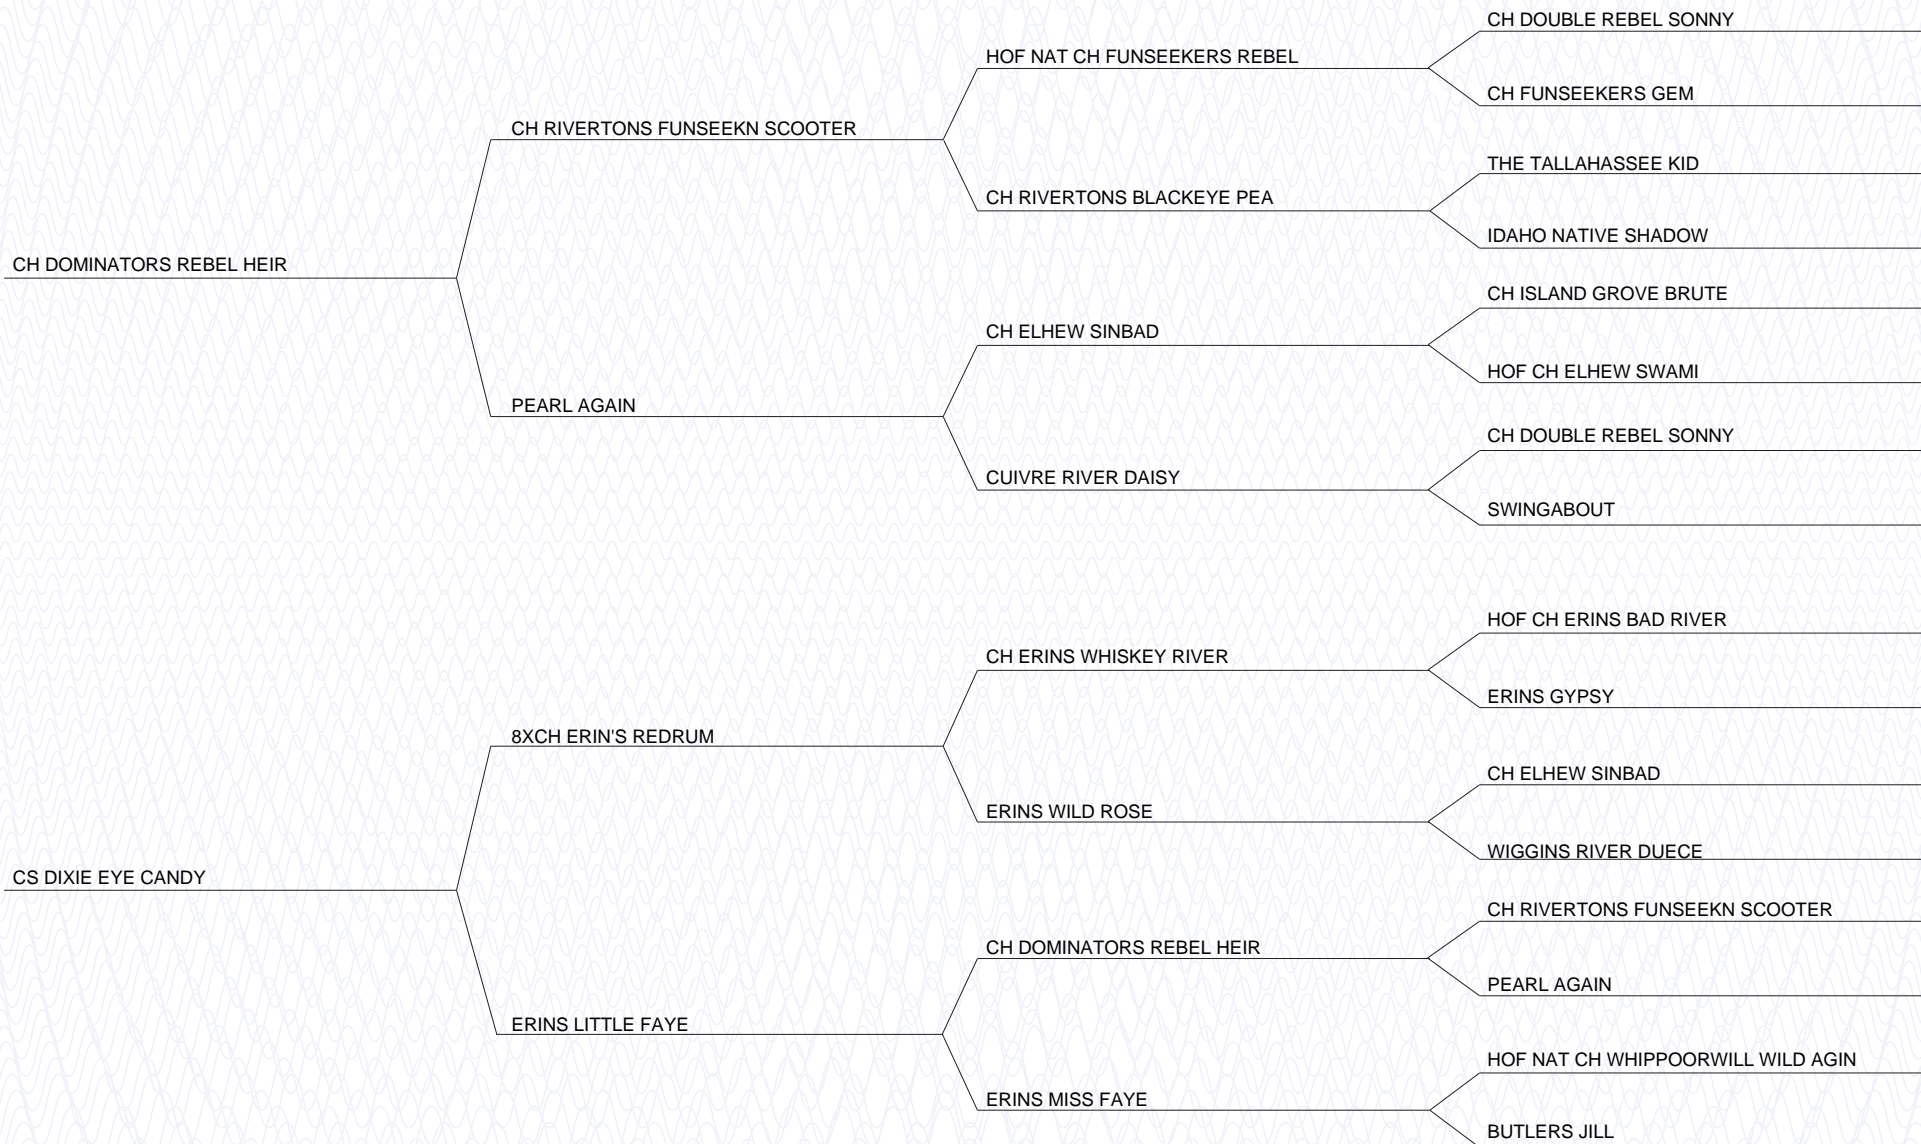 CH DOUBLE REBEL SONNY
HOF NAT CH FUNSEEKERS REBEL
CH FUNSEEKERS GEM
CH RIVERTONS FUNSEEKN SCOOTER
THE TALLAHASSEE KID
CH RIVERTONS BLACKEYE PEA
IDAHO NATIVE SHADOW
CH DOMINATORS REBEL HEIR
CH ISLAND GROVE BRUTE
CH ELHEW SINBAD
HOF CH ELHEW SWAMI
PEARL AGAIN
CH DOUBLE REBEL SONNY
CUIVRE RIVER DAISY
SWINGABOUT
HOF CH ERINS BAD RIVER
CH ERINS WHISKEY RIVER
ERINS GYPSY
8XCH ERIN'S REDRUM
CH ELHEW SINBAD
ERINS WILD ROSE
WIGGINS RIVER DUECE
CS DIXIE EYE CANDY
CH RIVERTONS FUNSEEKN SCOOTER
CH DOMINATORS REBEL HEIR
PEARL AGAIN
ERINS LITTLE FAYE
HOF NAT CH WHIPPOORWILL WILD AGIN
ERINS MISS FAYE
BUTLERS JILL